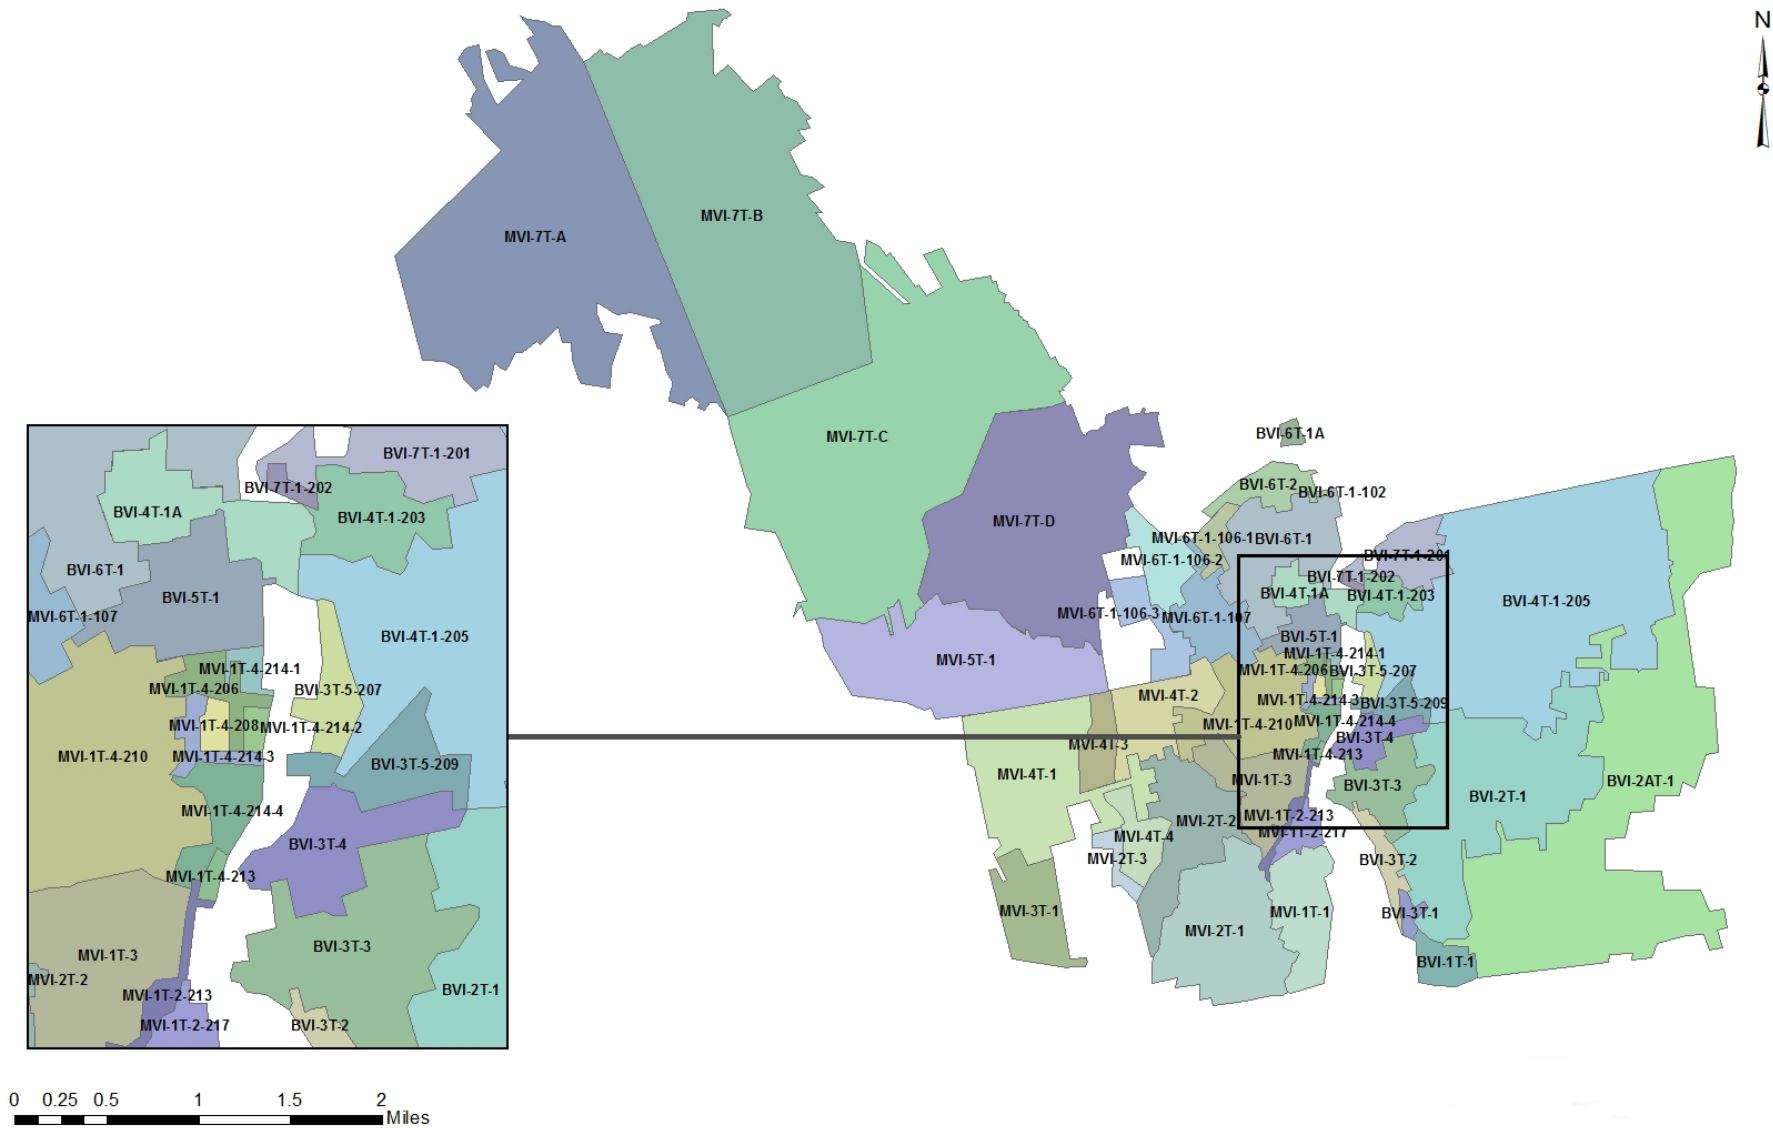 N
MVI-7T-B
MVI-7T-A
MVI-7T-C
BVI-6T-1A
BVI-6T-2
BVI-6T-1-102
MVI-7T-D
MVI-6T-1-106-1
BVI-6T-1
MVI-6T-1-106-2
BVI-7T-1-201
BVI-7T-1-202
BVI-4T-1A
BVI-4T-1-203
BVI-4T-1-205
MVI-6T-1-106-3
MVI-6T-1-107
BVI-5T-1
MVI-1T-4-214-1
MVI-5T-1
MVI-1T-4-206
BVI-3T-5-207
MVI-4T-2
MVI-1T-4-214-3
BVI-3T-5-209
MVI-1T-4-210
MVI-1T-4-214-4
BVI-3T-4
MVI-4T-3
MVI-1T-4-213
MVI-4T-1
MVI-1T-3
BVI-3T-3
BVI-2AT-1
BVI-2T-1
MVI-1T-2-213
MVI-2T-2
MVI-1T-2-217
MVI-4T-4
MVI-2T-3
BVI-3T-2
MVI-3T-1
MVI-1T-1
BVI-3T-1
MVI-2T-1
BVI-1T-1
BVI-7T-1-201
BVI-7T-1-202
BVI-4T-1A
BVI-4T-1-203
BVI-6T-1
BVI-5T-1
MVI-6T-1-107
BVI-4T-1-205
MVI-1T-4-214-1
MVI-1T-4-206
BVI-3T-5-207
MVI-1T-4-208
MVI-1T-4-214-2
MVI-1T-4-210
MVI-1T-4-214-3
BVI-3T-5-209
MVI-1T-4-214-4
BVI-3T-4
MVI-1T-4-213
BVI-3T-3
MVI-1T-3
MVI-2T-2
BVI-2T-1
MVI-1T-2-213
MVI-1T-2-217
BVI-3T-2
0 0.25 0.5 1 1.5 2
Miles